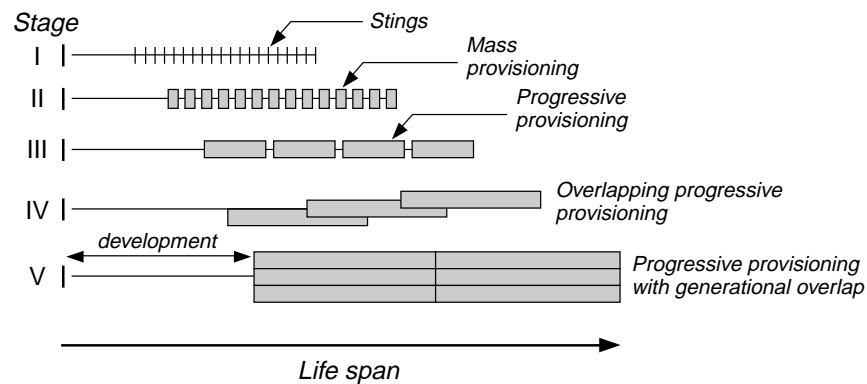 Stage
I
Stings
II
Mass
provisioning
Progressive
provisioning
III
IV
Overlapping progressive
provisioning
development
V
Progressive provisioning
with generational overlap
Life span